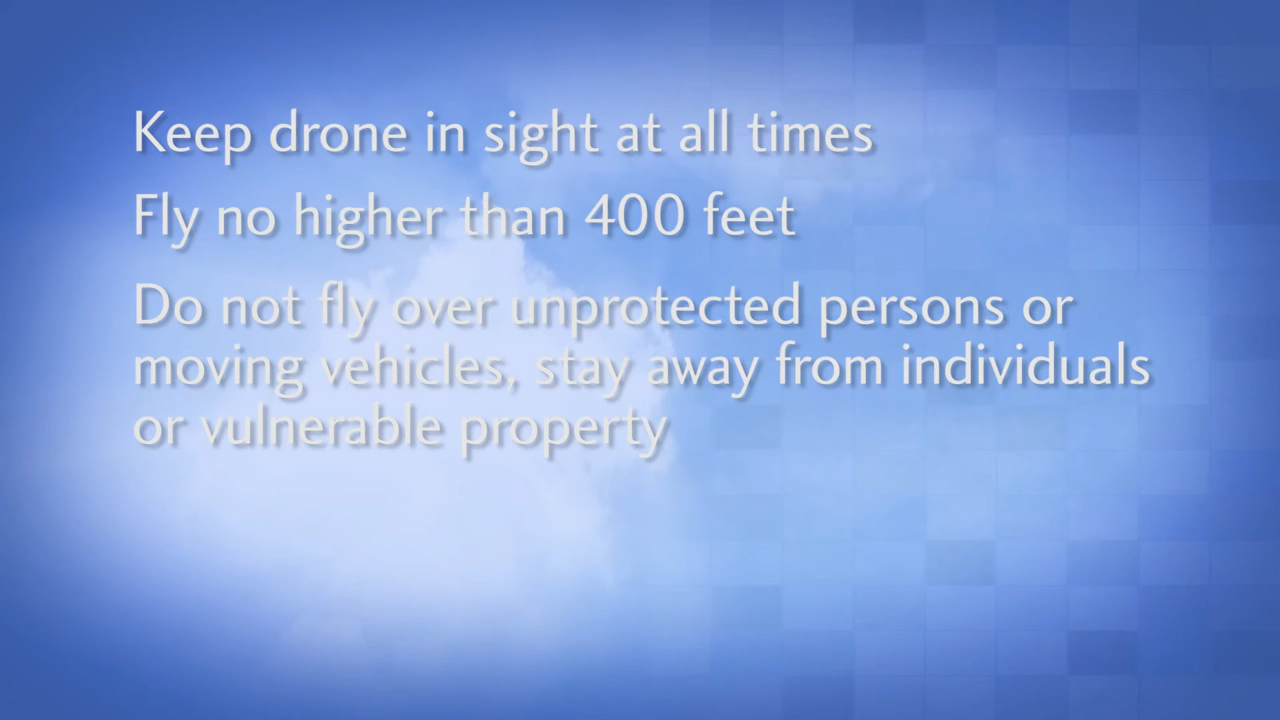 Keep drone in sight at all times
Fly no higher than 400 feet
Do not fly over unprotected persons or
moving vehicles, stay away from individuals
or vulnerable property